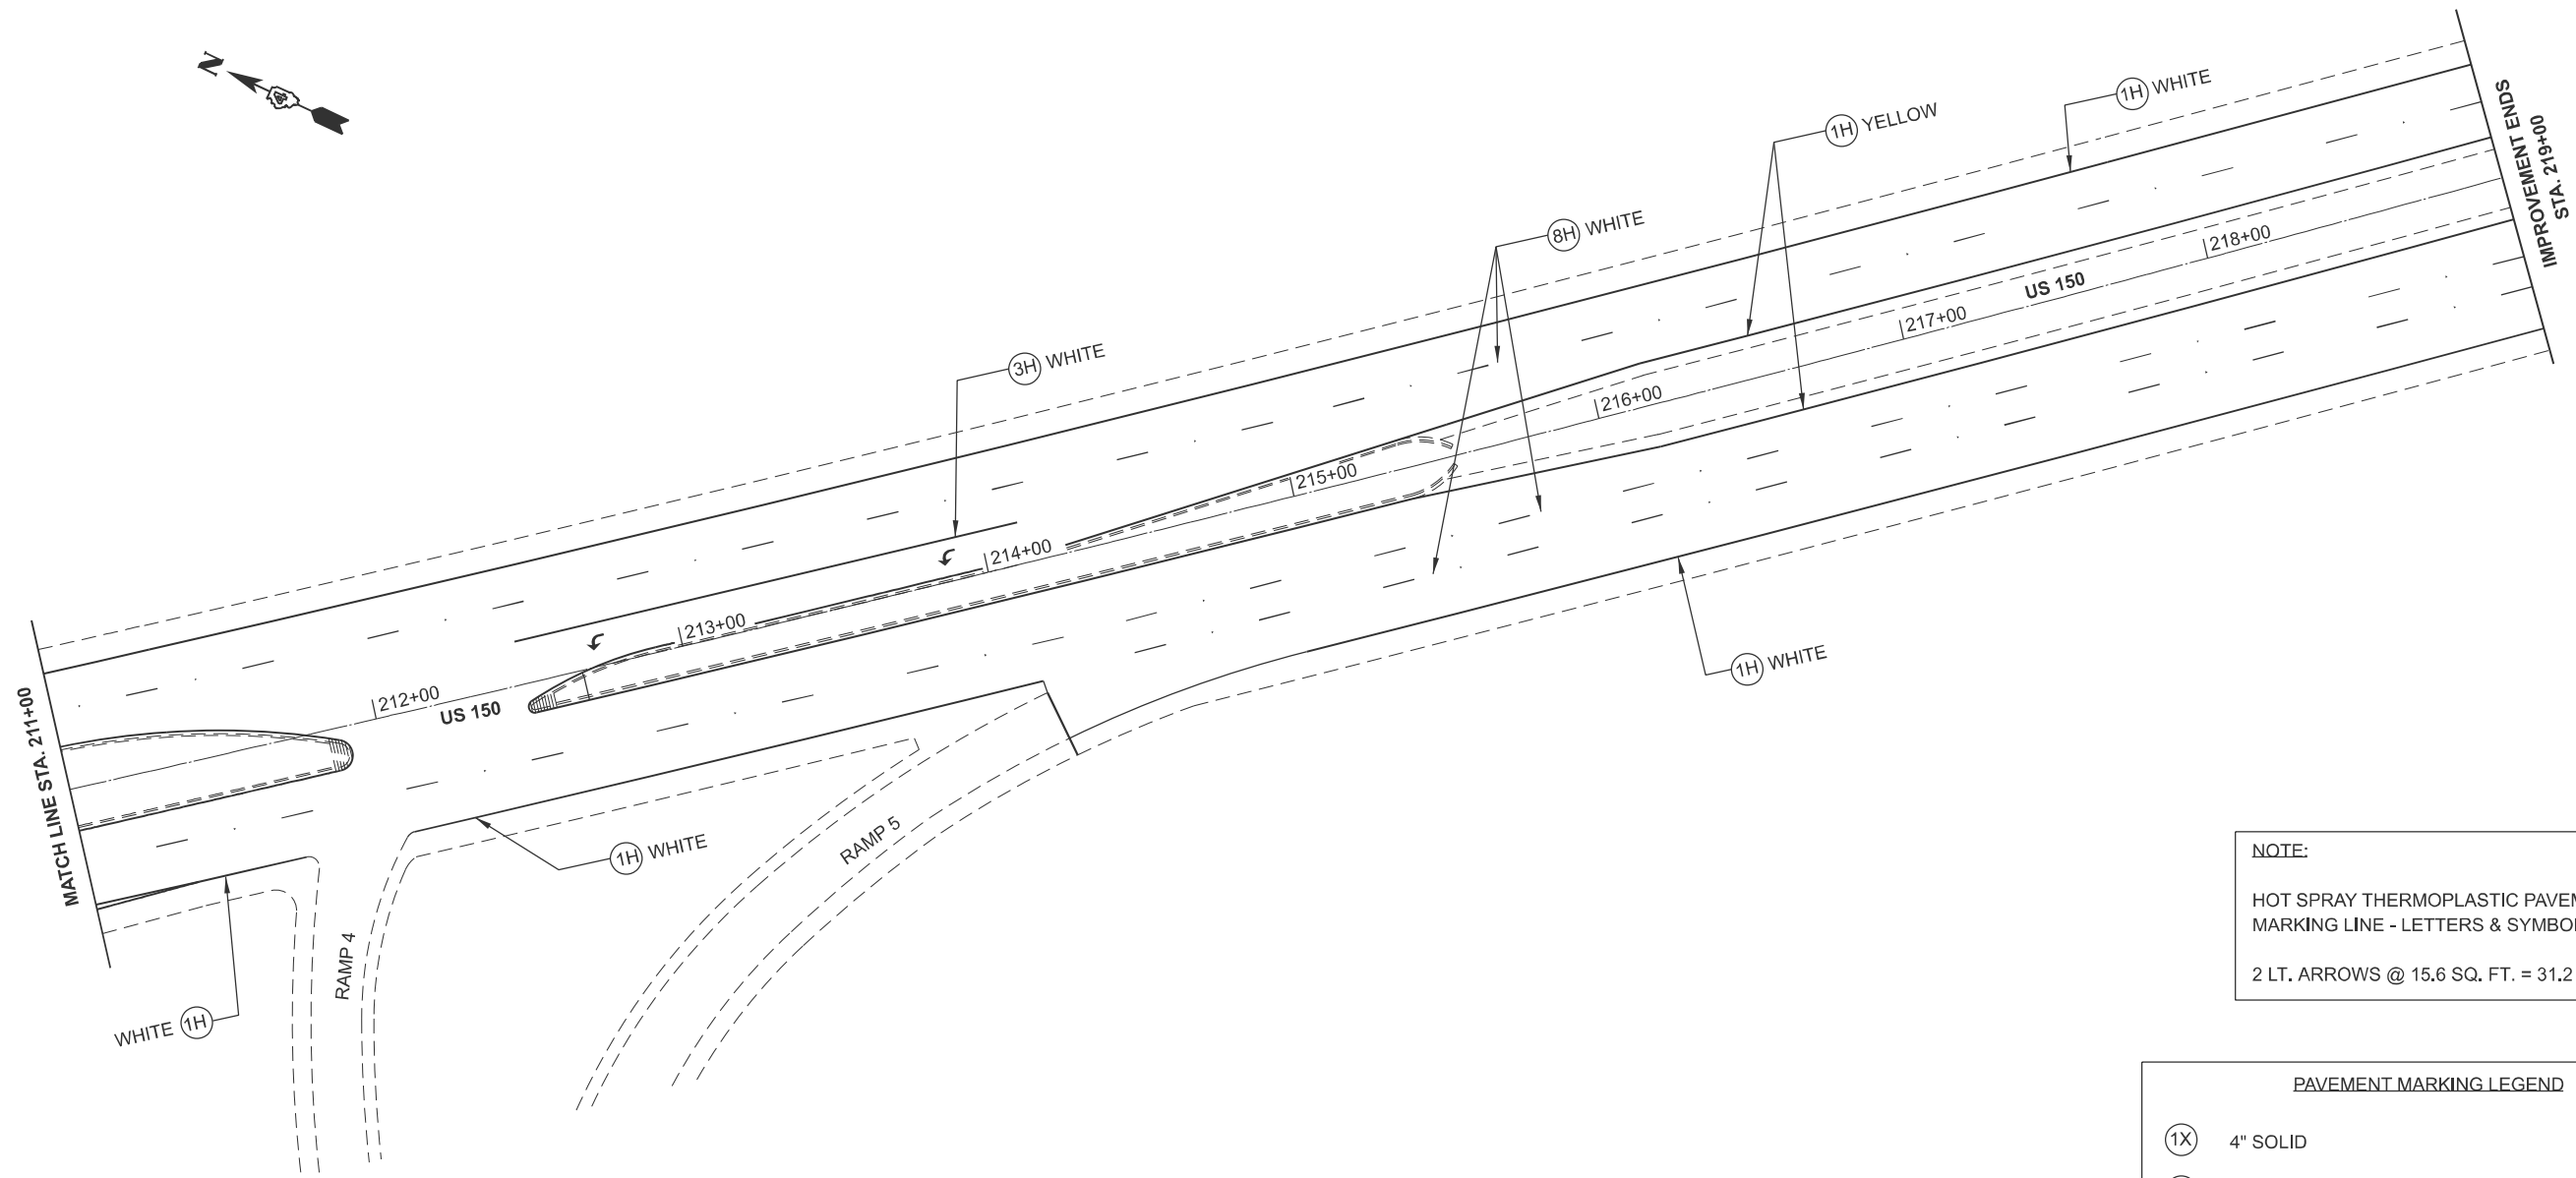 N
1H WHITE
1H YELLOW
8H WHITE
3H WHITE
IMPROVEMENT ENDS
STA. 219+00
218+00
US 150
217+00
216+00
215+00
214+00
213+00
212+00
US 150
MATCH LINE STA. 211+00
1H WHITE
1H WHITE
WHITE 1H
RAMP 4
RAMP 5
NOTE:
HOT SPRAY THERMOPLASTIC
MARKING LINE - LETTERS &
2 LT. ARROWS @ 15.6 SQ. FT. = 31.2
PAVEMENT MARKING LEGEND
1X 4" SOLID